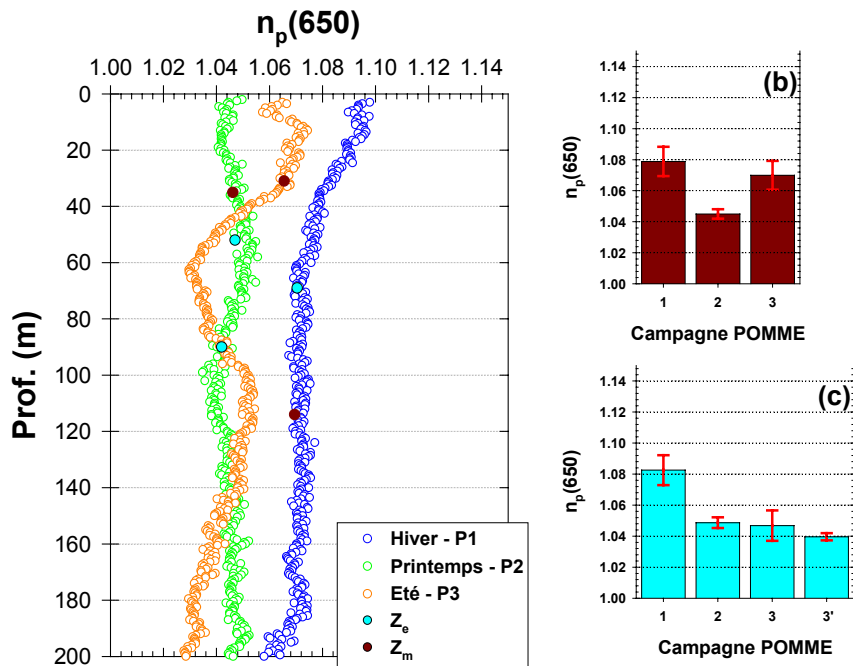 n_p(650)
1.00 1.02 1.04 1.06 1.08 1.10 1.12 1.14
Prof. (m)
0
20
40
60
80
100
120
140
160
180
200
Hiver - P1
Printemps - P2
Eté - P3
Z_e
Z_m
(b)
n_p(650)
1.14
1.12
1.10
1.08
1.06
1.04
1.02
1.00
1 2 3
Campagne POMME
(c)
n_p(650)
1.14
1.12
1.10
1.08
1.06
1.04
1.02
1.00
1 2 3 3'
Campagne POMME